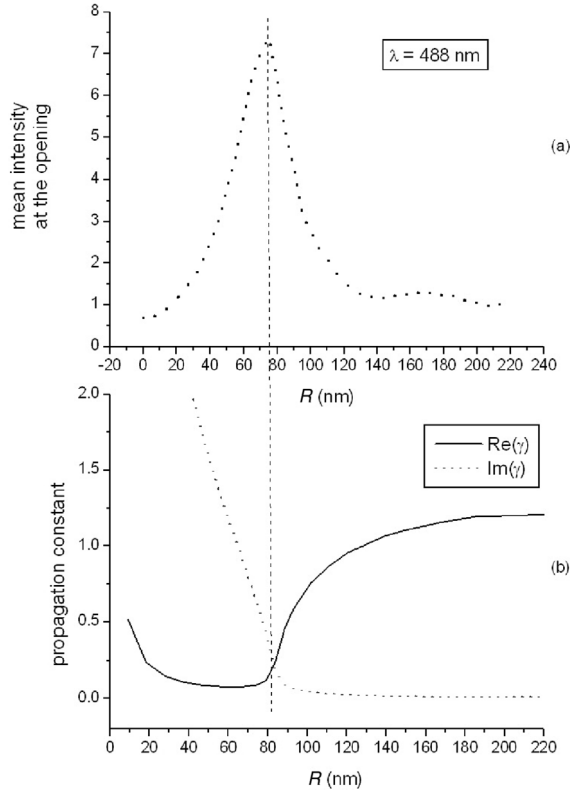 8
7
6
5
4
3
2
1
0
mean intensity
at the opening
λ = 488 nm
(a)
-20 0 20 40 60 80 100 120 140 160 180 200 220 240
R (nm)
2.0
1.5
1.0
0.5
0.0
propagation constant
Re(γ)
Im(γ)
(b)
0 20 40 60 80 100 120 140 160 180 200 220
R (nm)